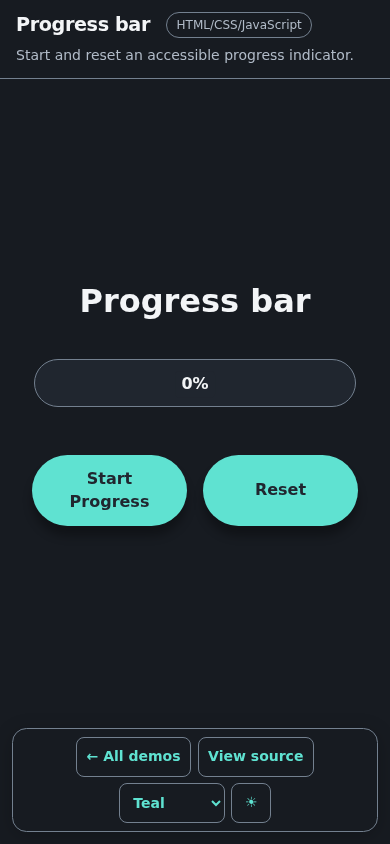 Progress bar HTML/CSS/JavaScript
Start and reset an accessible progress indicator.
Progress bar
0%
Start
Progress
Reset
← All demos View source
Teal ☀